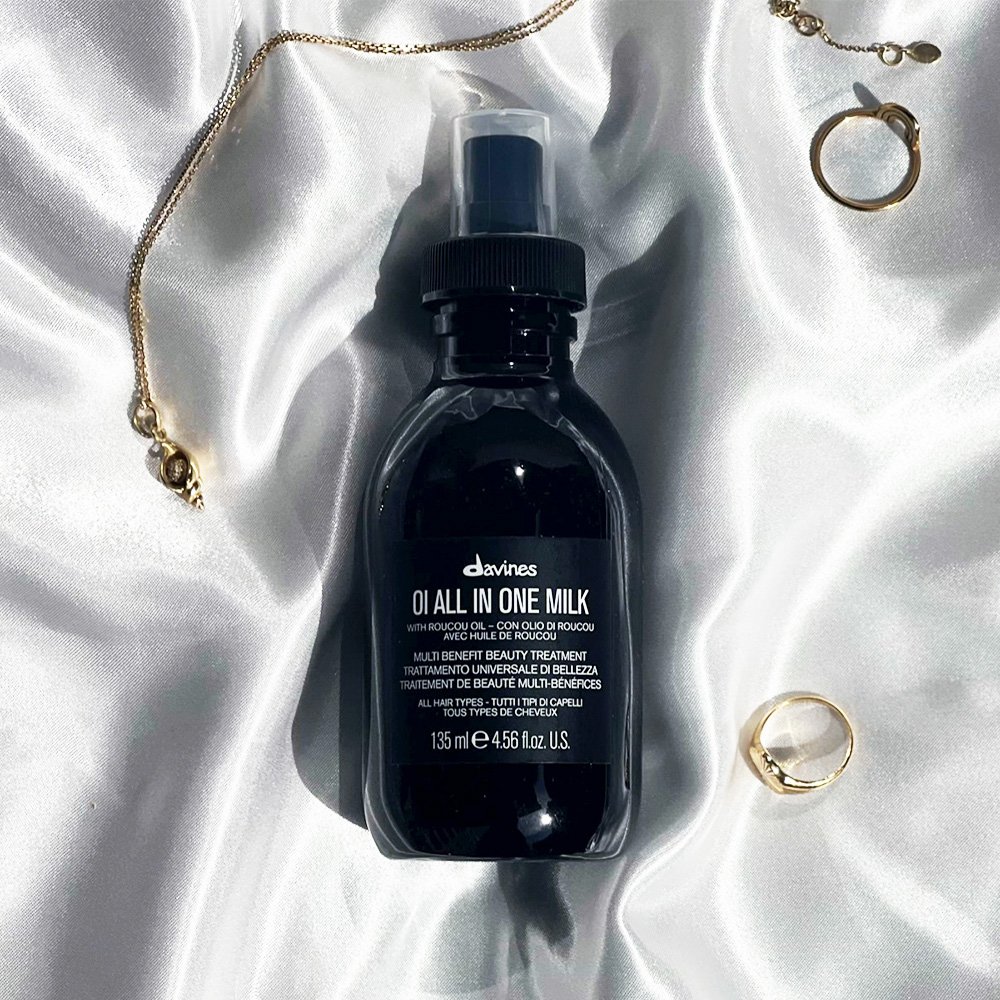 davines
OI ALL IN ONE MILK
WITH ROUCOU OIL – CON OLIO DI ROUCOU
AVEC HUILE DE ROUCOU
MULTI BENEFIT BEAUTY TREATMENT
TRATTAMENTO UNIVERSALE DI BELLEZZA
TRAITEMENT DE BEAUTÉ MULTI-BÉNÉFICES
ALL HAIR TYPES - TUTTI I TIPI DI CAPELLI
TOUS TYPES DE CHEVEUX
135 ml ℮ 4.56 fl.oz. U.S.